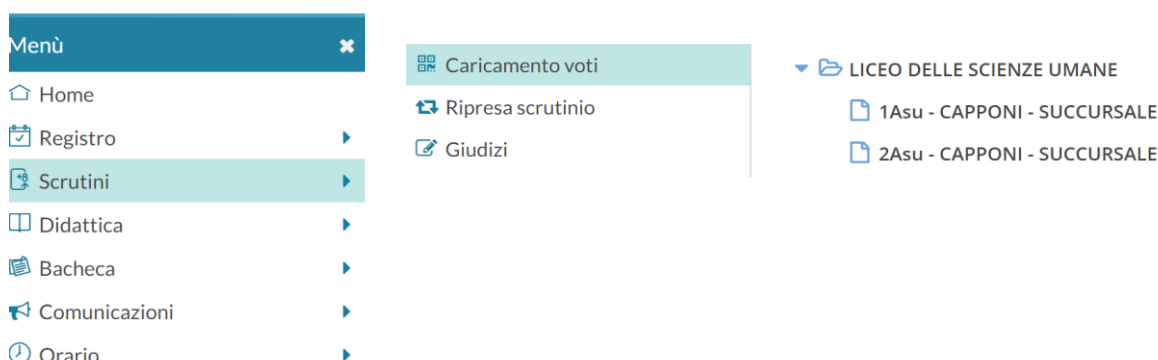 Menù
Home
Registro
Scrutini
Didattica
Bacheca
Comunicazioni
Orario
Caricamento voti
Ripresa scrutinio
Giudizi
LICEO DELLE SCIENZE UMANE
1Asu - CAPPONI - SUCCURSALE
2Asu - CAPPONI - SUCCURSALE